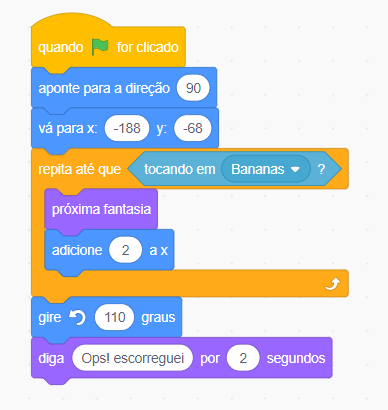 quando for clicado
aponte para a direção 90
vá para x: -188 y: -68
repita até que tocando em Bananas ?
próxima fantasia
adicione 2 a x
gire 110 graus
diga Ops! escorreguei por 2 segundos